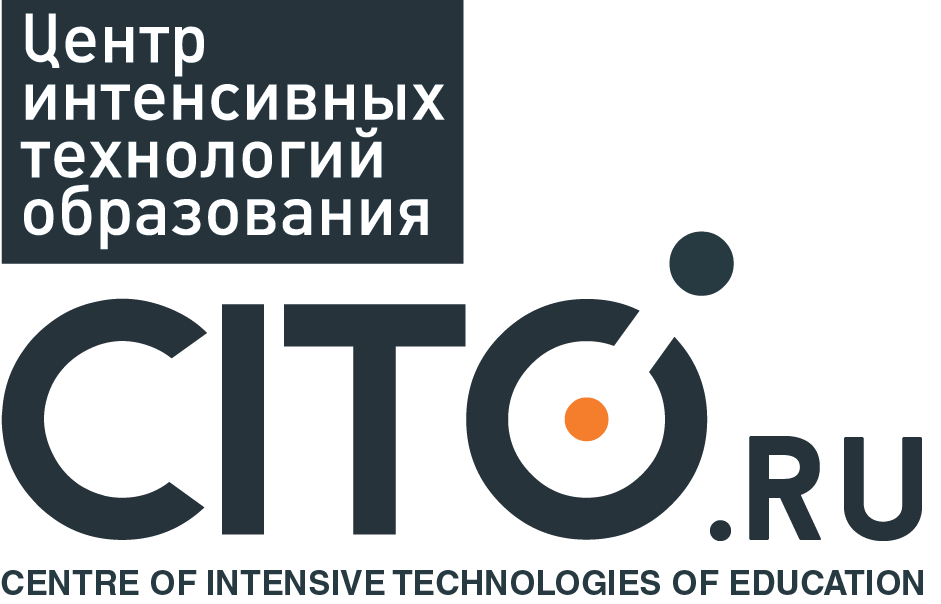 Центр
интенсивных
технологий
образования
CITO.RU
CENTRE OF INTENSIVE TECHNOLOGIES OF EDUCATION